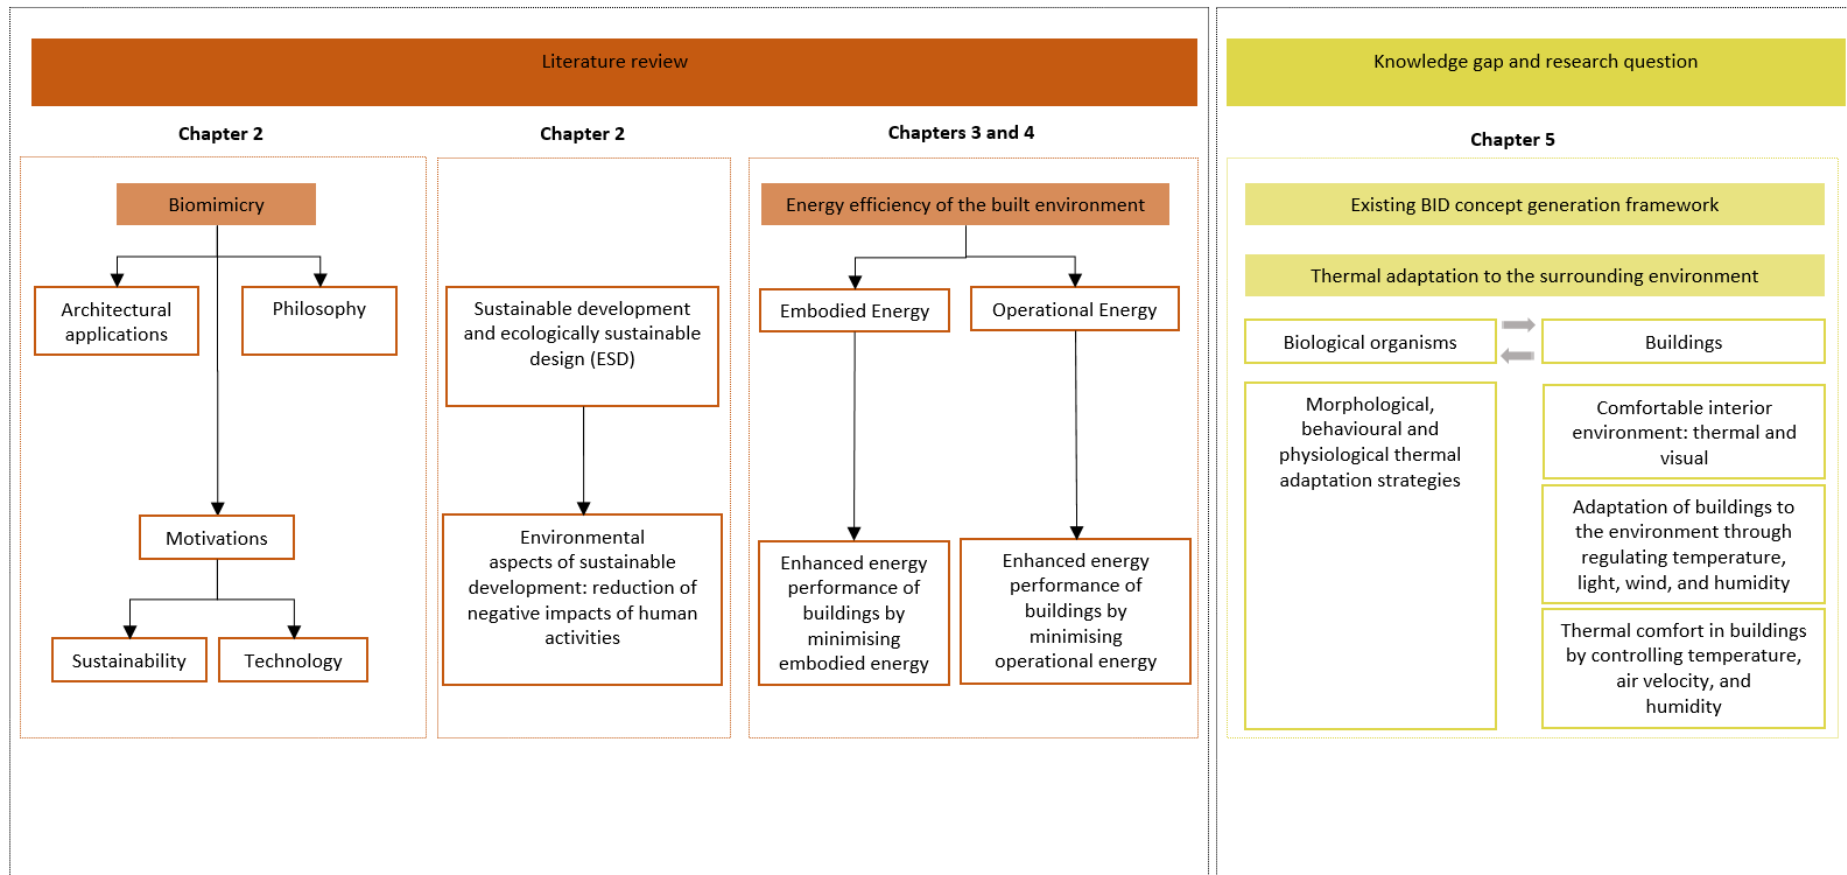 Literature review
Chapter 2
Biomimicry
Architectural
applications
Philosophy
Motivations
Sustainability
Technology
Chapter 2
Sustainable development
and ecologically sustainable
design (ESD)
Environmental
aspects of sustainable
development: reduction of
negative impacts of human
activities
Chapters 3 and 4
Energy efficiency of the built environment
Embodied Energy
Operational Energy
Enhanced energy
performance of
buildings by
minimising
embodied energy
Enhanced energy
performance of
buildings by
minimising
operational energy
Knowledge gap and research question
Chapter 5
Existing BID concept generation framework
Thermal adaptation to the surrounding environment
Biological organisms
Buildings
Morphological,
behavioural and
physiological thermal
adaptation strategies
Comfortable interior
environment: thermal and
visual
Adaptation of buildings to
the environment through
regulating temperature,
light, wind, and humidity
Thermal comfort in buildings
by controlling temperature,
air velocity, and
humidity